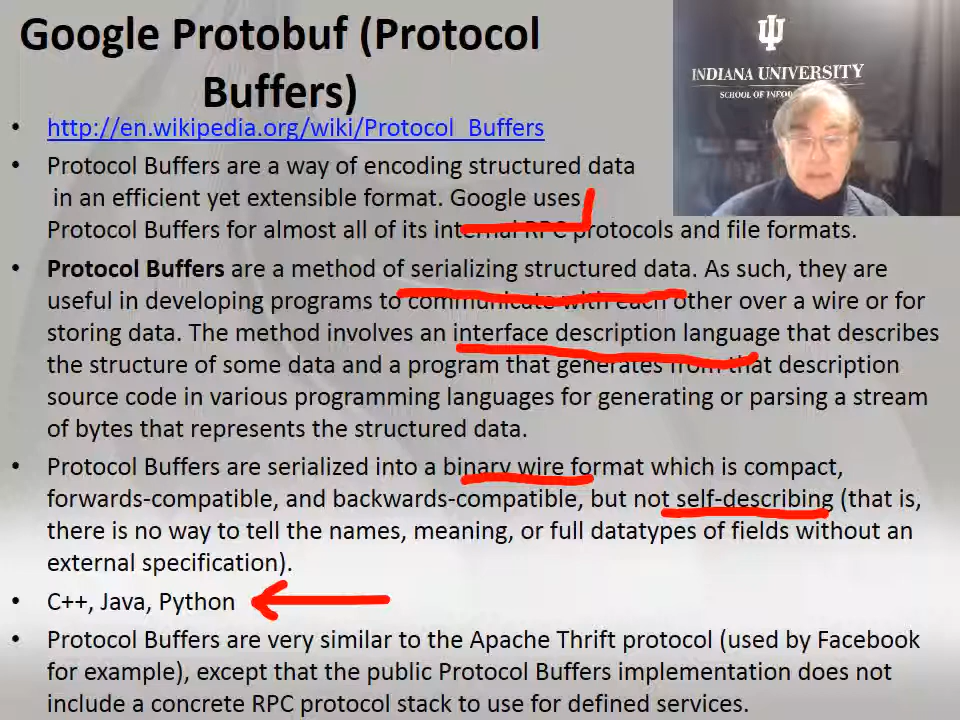 Google Protobuf (Protocol
Buffers)
INDIANA UNIVERSITY
SCHOOL OF
• http://en.wikipedia.org/wiki/Protocol_Buffers
• Protocol Buffers are a way of encoding structured data
in an efficient yet extensible format. Google uses
Protocol Buffers for almost all of its internal RPC protocols and file formats.
• Protocol Buffers are a method of serializing structured data. As such, they are
useful in developing programs to communicate with each other over a wire or for
storing data. The method involves an interface description language that describes
the structure of some data and a program that generates from that description
source code in various programming languages for generating or parsing a stream
of bytes that represents the structured data.
• Protocol Buffers are serialized into a binary wire format which is compact,
forwards-compatible, and backwards-compatible, but not self-describing (that is,
there is no way to tell the names, meaning, or full datatypes of fields without an
external specification).
• C++, Java, Python
• Protocol Buffers are very similar to the Apache Thrift protocol (used by Facebook
for example), except that the public Protocol Buffers implementation does not
include a concrete RPC protocol stack to use for defined services.